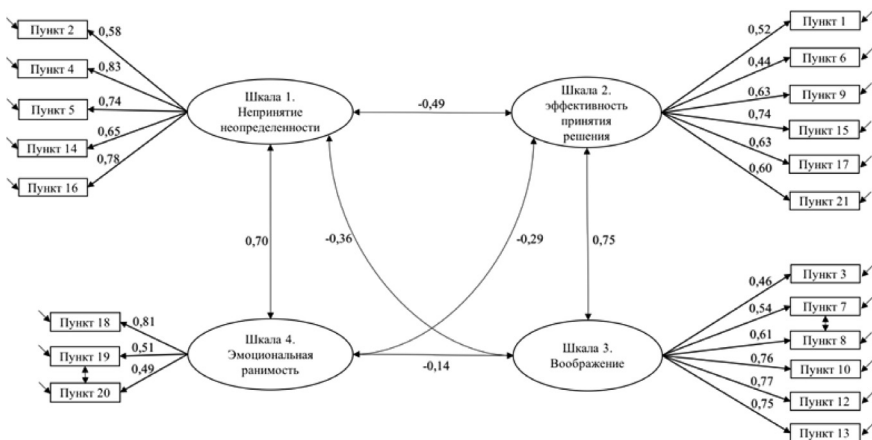 Пункт 2
0,58
Пункт 4
0,83
Пункт 5
0,74
Пункт 14
0,65
Пункт 16
0,78
Шкала 1.
Непринятие
неопределенности
-0,49
Шкала 2.
эффективность
принятия
решения
0,52
Пункт 1
0,44
Пункт 6
0,63
Пункт 9
0,74
Пункт 15
0,63
Пункт 17
0,60
Пункт 21
0,70
-0,36
-0,29
0,75
Пункт 18
0,81
Пункт 19
0,51
Пункт 20
0,49
Шкала 4.
Эмоциональная
ранимость
-0,14
Шкала 3.
Воображение
0,46
Пункт 3
0,54
Пункт 7
0,61
Пункт 8
0,76
Пункт 10
0,77
Пункт 12
0,75
Пункт 13